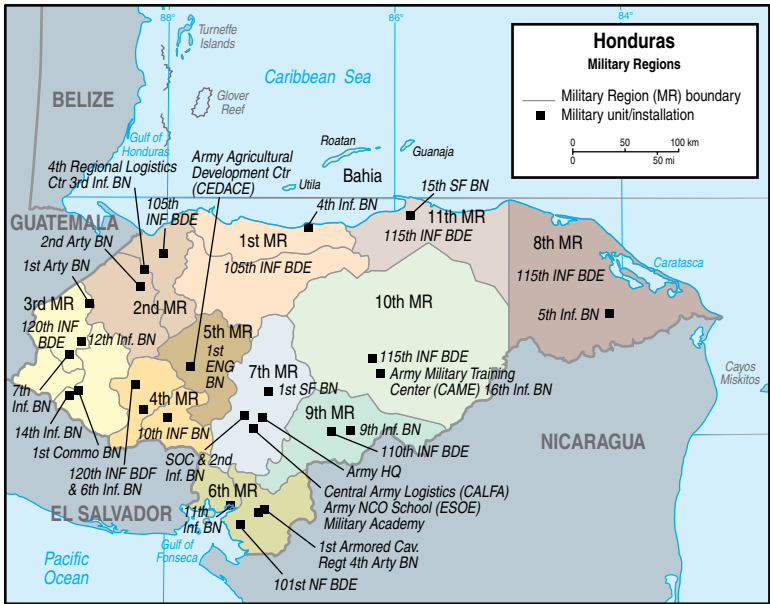 88°
86°
84°
Turneffe
Islands
Honduras
Military Regions
Military Region (MR) boundary
Military unit/installation
0 50 100 km
0 50 mi
Caribbean Sea
BELIZE
Glover
Reef
Gulf of
Honduras
Roatan
Guanaja
Utila
Bahia
Army Agricultural
Development Ctr
(CEDACE)
4th Regional Logistics
Ctr 3rd Inf. BN
15th SF BN
105th
INF BDE
4th Inf. BN
GUATEMALA
11th MR
115th INF BDE
2nd Arty BN
1st MR
105th INF BDE
8th MR
115th INF BDE
Caratasca
1st Arty BN
3rd MR
2nd MR
10th MR
5th Inf. BN
120th INF
BDE
12th Inf. BN
5th MR
1st
ENG
BN
115th INF BDE
Army Military Training
Center (CAME) 16th Inf. BN
7th MR
1st SF BN
Cayos
Miskitos
7th
Inf. BN
4th MR
10th INF BN
9th MR
9th Inf. BN
110th INF BDE
14th Inf. BN
1st Commo BN
NICARAGUA
120th INF BDF
& 6th Inf. BN
SOC & 2nd
Inf. BN
Army HQ
6th MR
Central Army Logistics (CALFA)
Army NCO School (ESOE)
Military Academy
EL SALVADOR
11th
Inf. BN
Gulf of
Fonseca
1st Armored Cav.
Regt 4th Arty BN
101st NF BDE
Pacific
Ocean